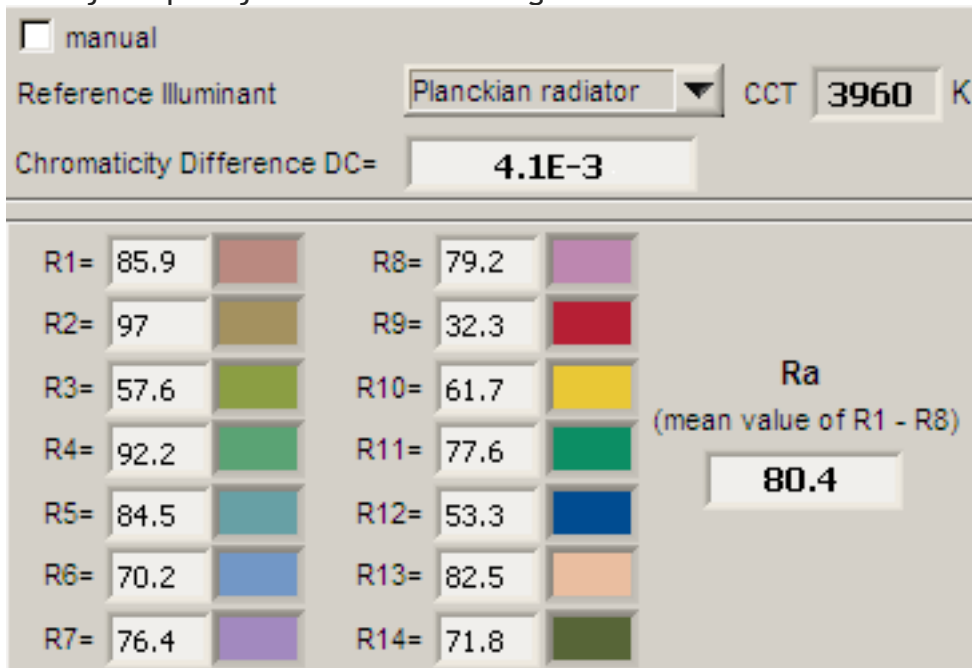 manual
Reference Illuminant Planckian radiator CCT 3960 K
Chromaticity Difference DC= 4.1E-3
R1= 85.9 R8= 79.2
R2= 97 R9= 32.3
R3= 57.6 R10= 61.7
R4= 92.2 R11= 77.6
R5= 84.5 R12= 53.3
R6= 70.2 R13= 82.5
R7= 76.4 R14= 71.8
Ra
(mean value of R1 - R8)
80.4